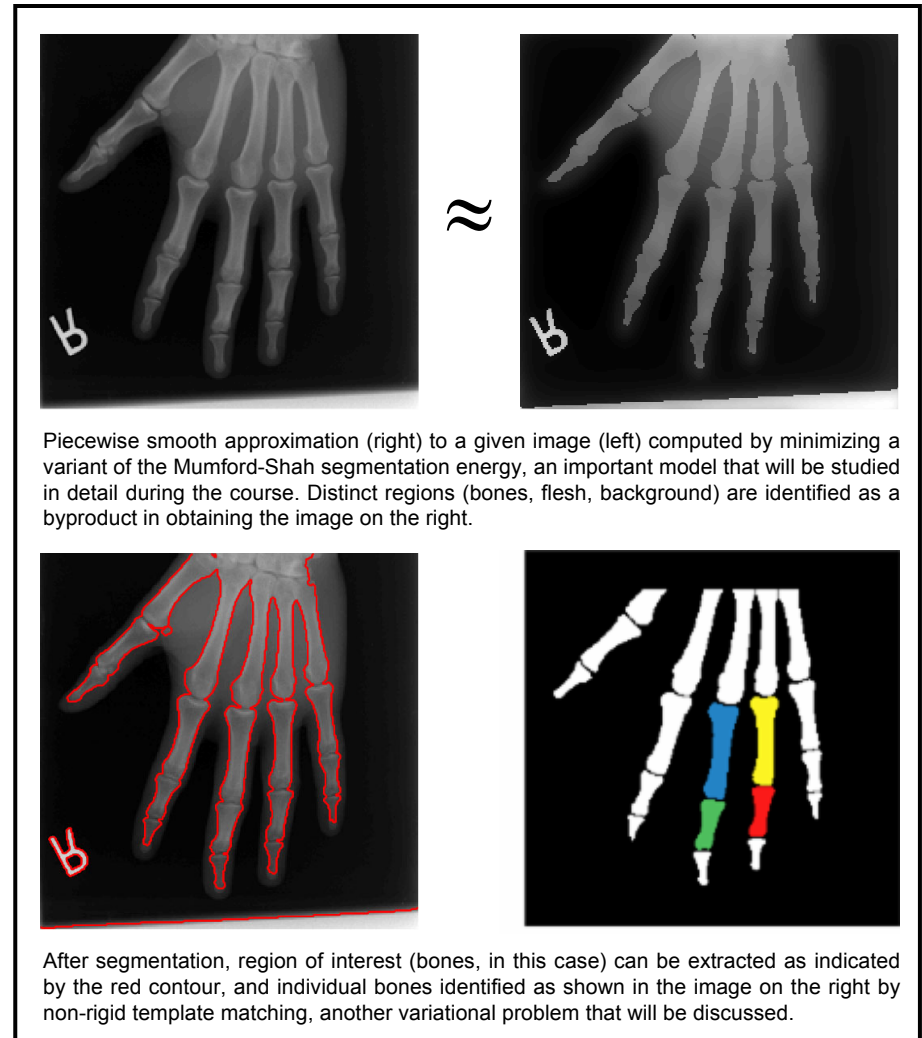 R
≈
R
Piecewise smooth approximation (right) to a given image (left) computed by minimizing a
variant of the Mumford-Shah segmentation energy, an important model that will be studied
in detail during the course. Distinct regions (bones, flesh, background) are identified as a
byproduct in obtaining the image on the right.
R
After segmentation, region of interest (bones, in this case) can be extracted as indicated
by the red contour, and individual bones identified as shown in the image on the right by
non-rigid template matching, another variational problem that will be discussed.